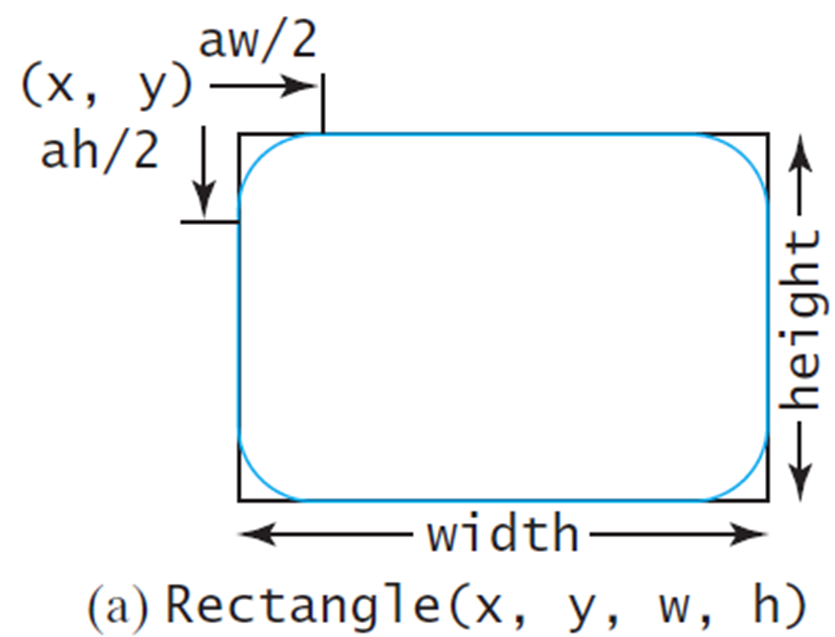 aw/2
(x, y)
ah/2
height
width
(a) Rectangle(x, y, w, h)